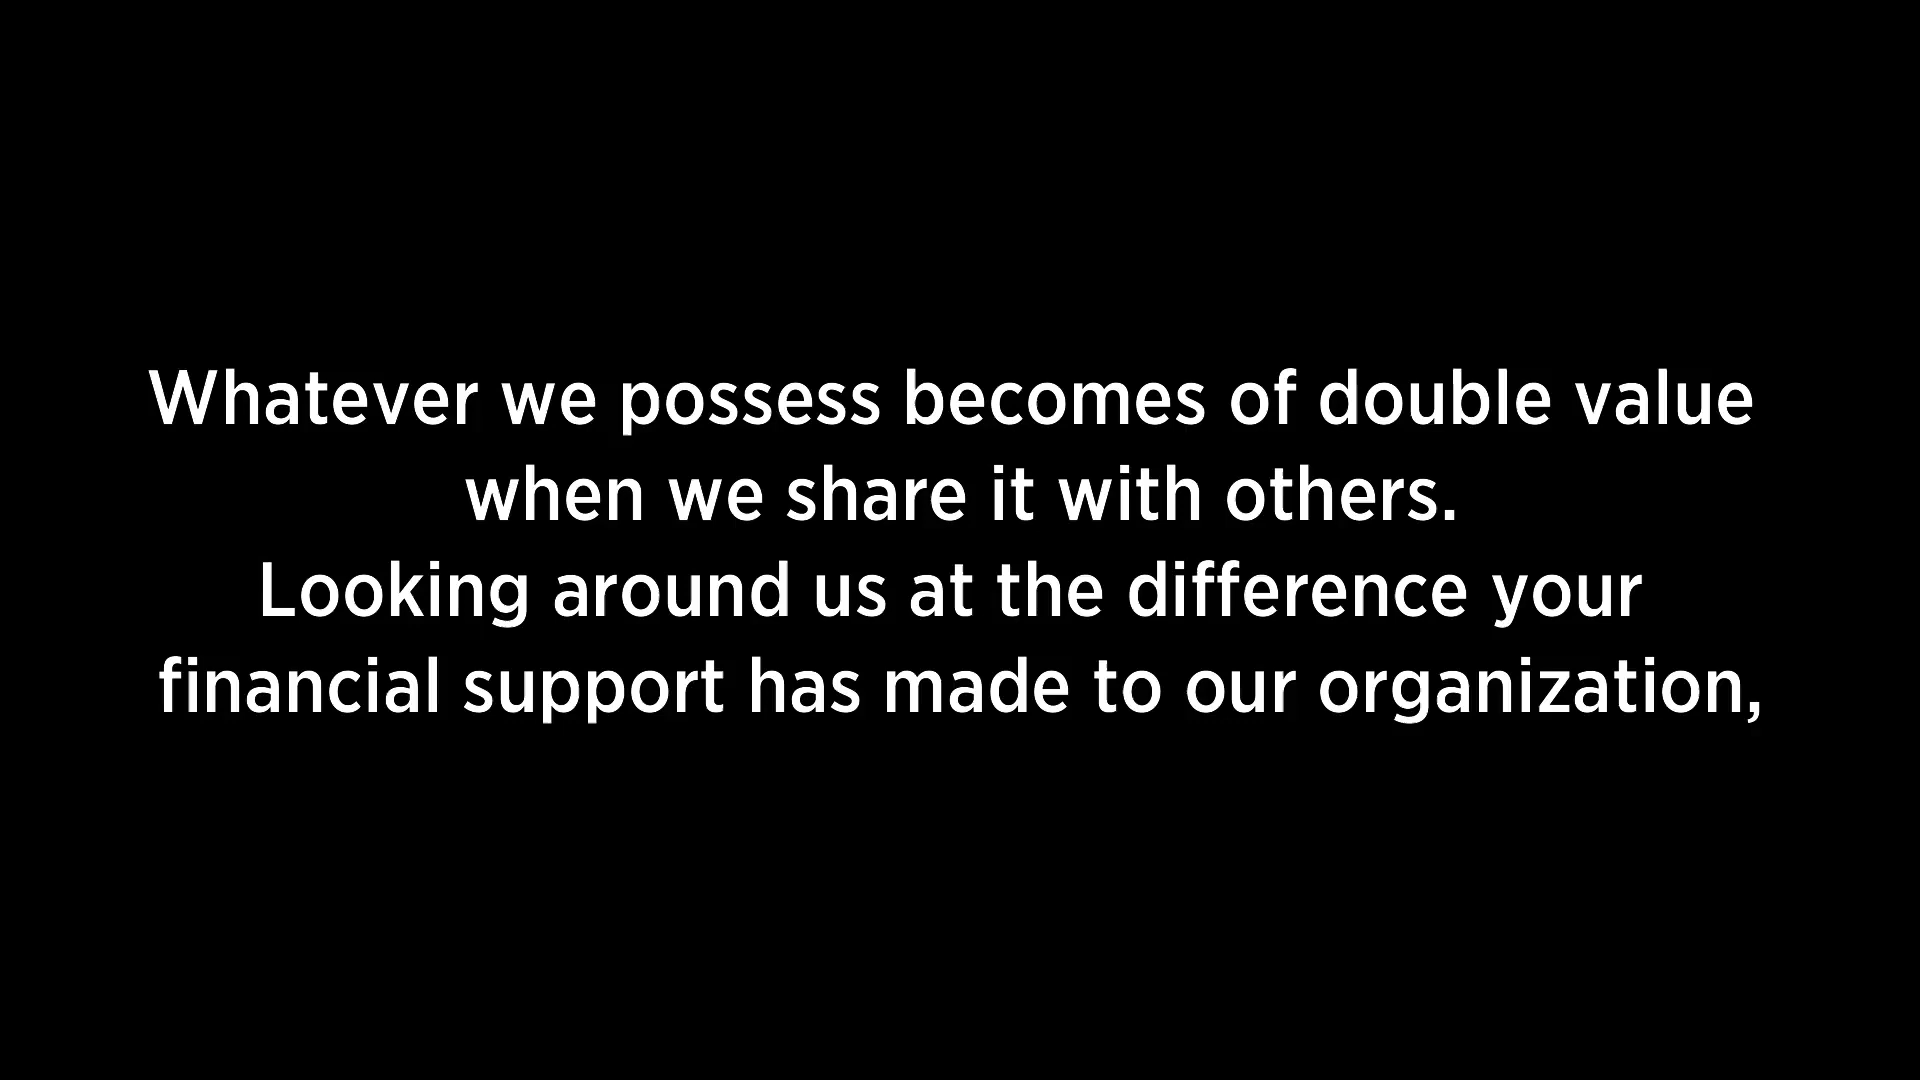 Whatever we possess becomes of double value
when we share it with others.
Looking around us at the difference your
financial support has made to our organization,